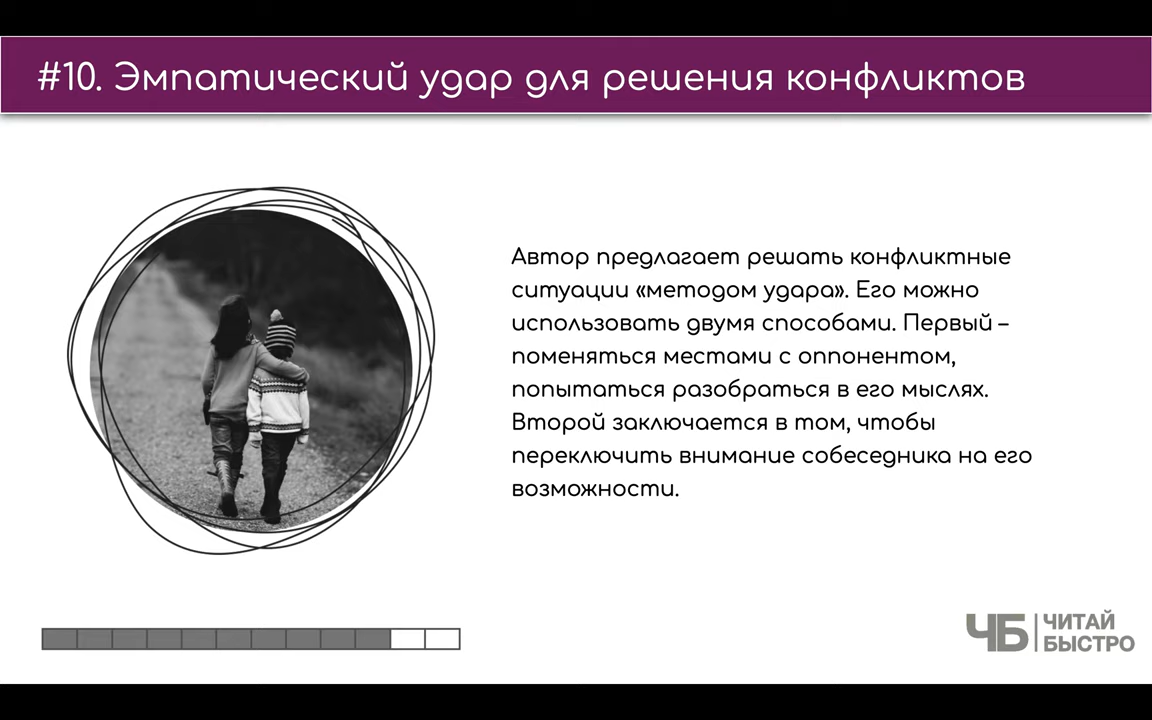 #10. Эмпатический удар для решения конфликтов
Автор предлагает решать конфликтные
ситуации «методом удара». Его можно
использовать двумя способами. Первый –
поменяться местами с оппонентом,
попытаться разобраться в его мыслях.
Второй заключается в том, чтобы
переключить внимание собеседника на его
возможности.
ЧБ ЧИТАЙ
БЫСТРО